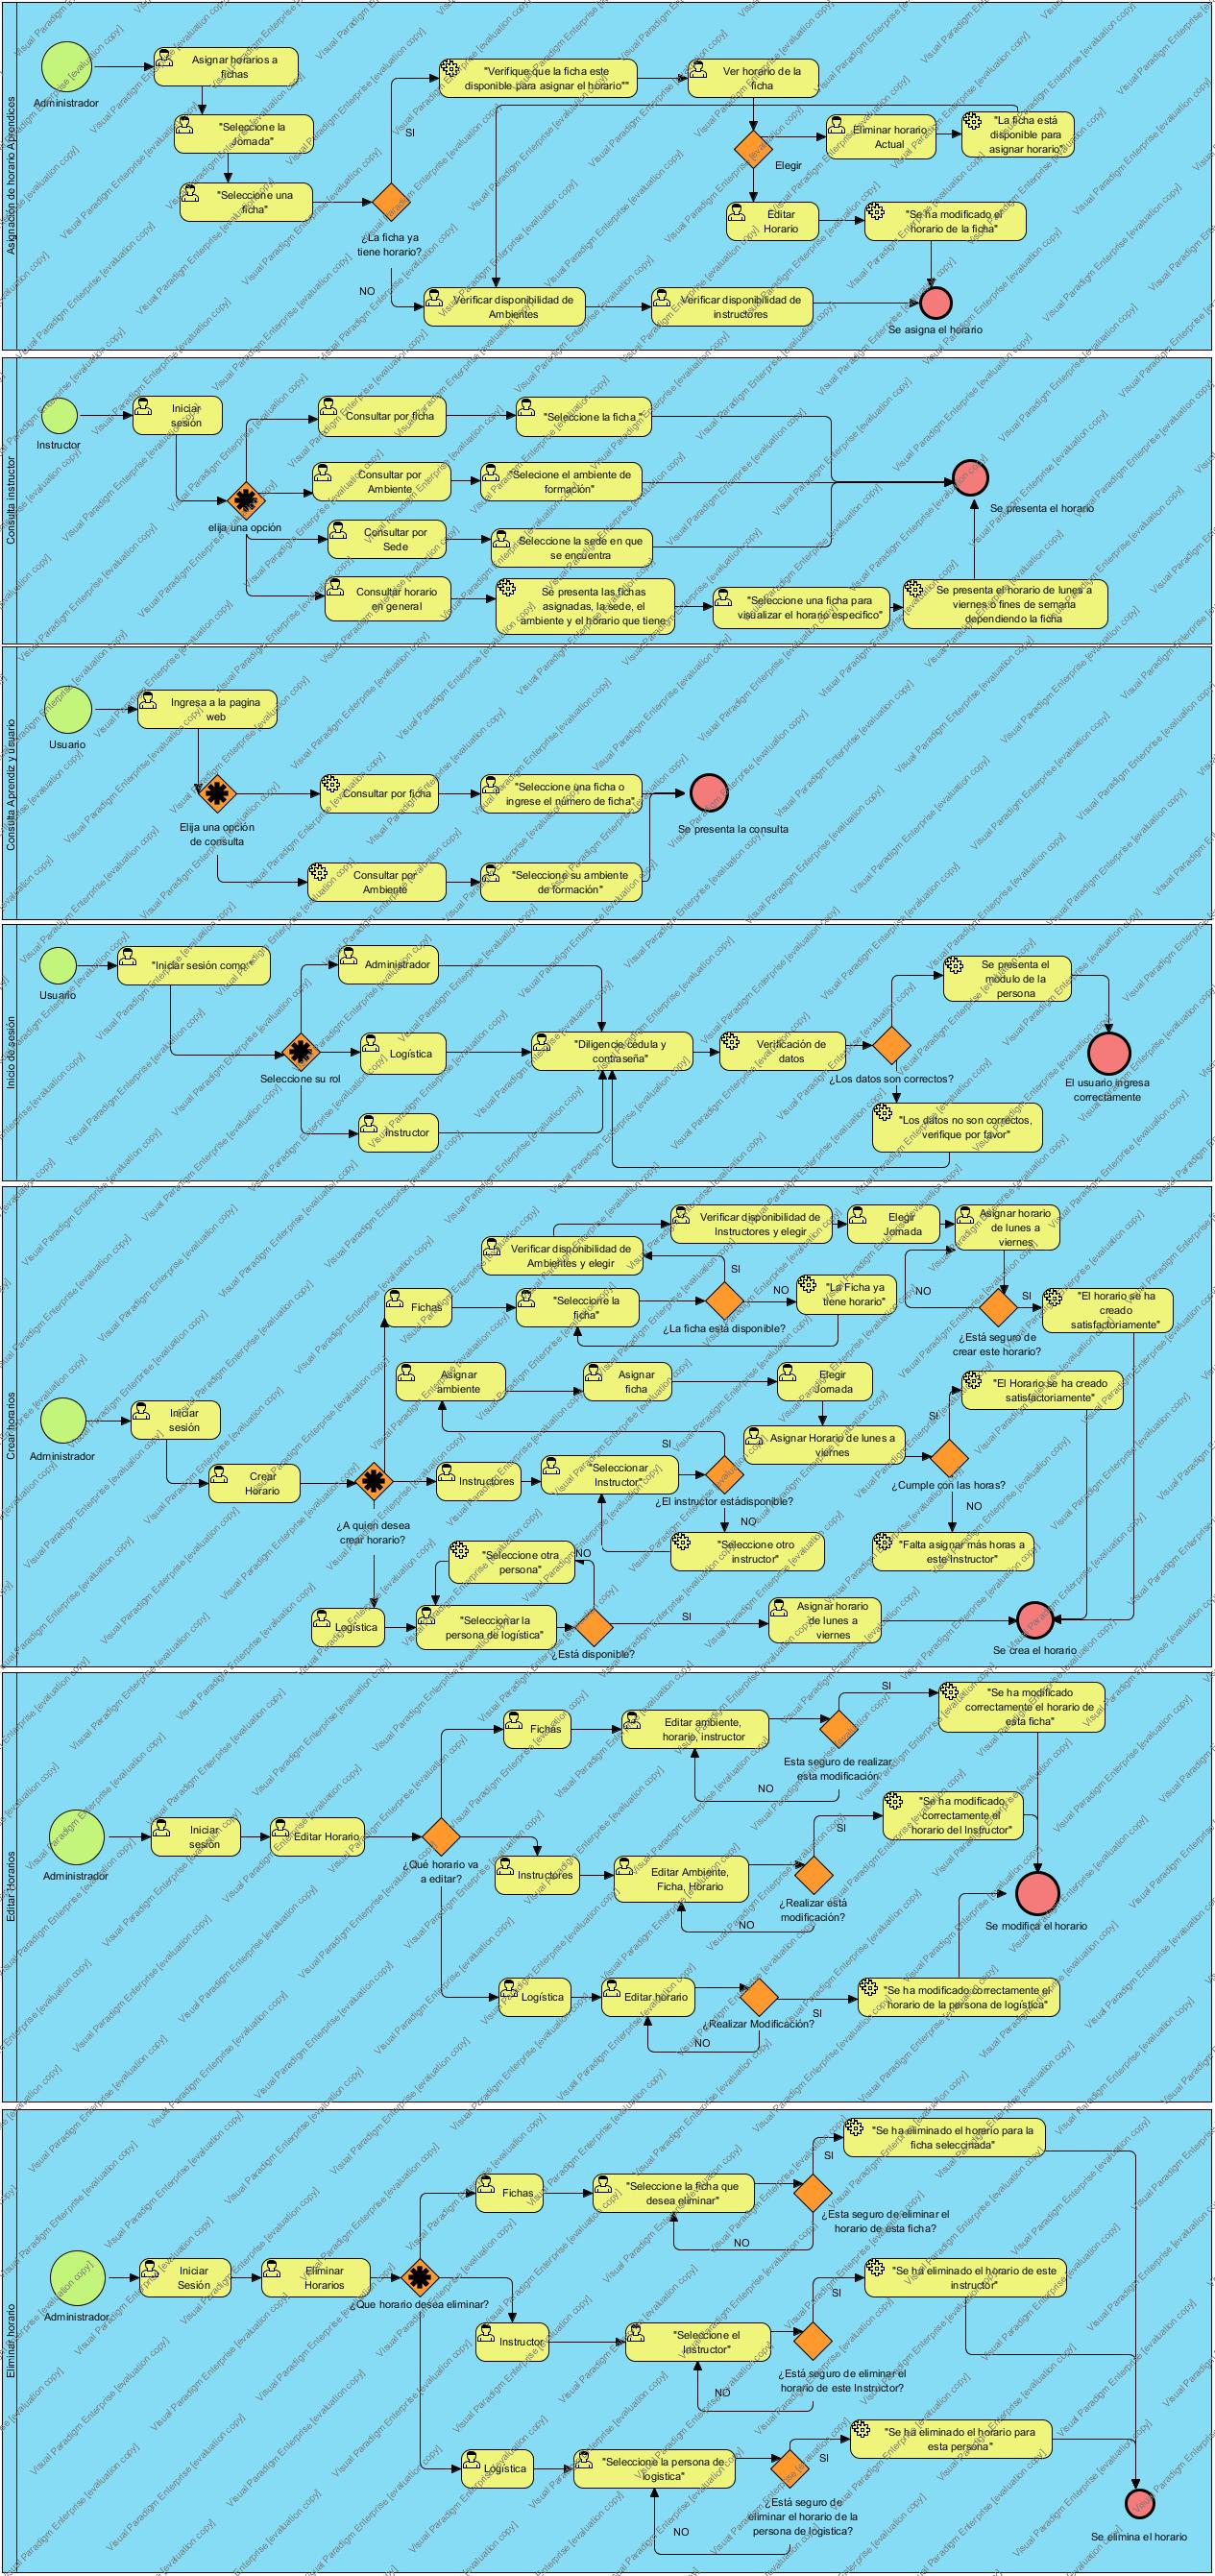 Asignación de horario Aprendices
Administrador
Asignar horarios a
fichas
"Seleccione la
Jornada"
"Seleccione una
ficha"
¿La ficha ya
tiene horario?
SI
NO
"Verifique que la ficha este
disponible para asignar el horario""
Ver horario de la
ficha
Elegir
Eliminar horario
Actual
"La ficha está
disponible para
asignar horario"
Editar
Horario
"Se ha modificado el
horario de la ficha"
Verificar disponibilidad de
Ambientes
Verificar disponibilidad de
instructores
Se asigna el horario
Consulta instructor
Instructor
Iniciar
sesión
elija una opción
Consultar por ficha
"Seleccione la ficha "
Consultar por
Ambiente
"Selecione el ambiente de
formación"
Consultar por
Sede
Seleccione la sede en que
se encuentra
Consultar horario
en general
Se presenta las fichas
asignadas, la sede, el
ambiente y el horario que tiene
"Seleccione una ficha para
visualizar el horario especifico"
Se presenta el horario de lunes a
viernes o fines de semana
dependiendo la ficha
Se presenta el horario
Consulta Aprendiz y usuario
Usuario
Ingresa a la pagina
web
Elija una opción
de consulta
Consultar por ficha
"Seleccione una ficha o
ingrese el número de ficha"
Consultar por
Ambiente
"Seleccione su ambiente
de formación"
Se presenta la consulta
Inicio de sesión
Usuario
"Iniciar sesión como:"
Seleccione su rol
Administrador
Logística
Instructor
"Diligencie cédula y
contraseña"
Verificación de
datos
¿Los datos son correctos?
Se presenta el
módulo de la
persona
"Los datos no son correctos,
verifique por favor"
El usuario ingresa
correctamente
Crear horarios
Administrador
Iniciar
sesión
Crear
Horario
¿A quien desea
crear horario?
Fichas
"Seleccione la
ficha"
¿La ficha está disponible?
SI
NO
"La Ficha ya
tiene horario"
Verificar disponibilidad de
Ambientes y elegir
Verificar disponibilidad de
Instructores y elegir
Elegir
Jornada
Asignar horario
de lunes a
viernes
NO
SI
¿Está seguro de
crear este horario?
"El horario se ha
creado
satisfactoriamente"
Asignar
ambiente
Asignar
ficha
Elegir
Jornada
Asignar Horario de lunes a
viernes
SI
"El Horario se ha creado
satisfactoriamente"
¿Cumple con las horas?
NO
"Falta asignar más horas a
este Instructor"
Instructores
"Seleccionar
Instructor"
SI
¿El instructor estádisponible?
NO
"Seleccione otro
instructor"
Logística
"Seleccionar la
persona de logística"
"Seleccione otra
persona"
NO
¿Está disponible?
SI
Asignar horario
de lunes a
viernes
Se crea el horario
Editar Horarios
Administrador
Iniciar
sesión
Editar Horario
¿Qué horario va
a editar?
Fichas
Editar ambiente,
horario, instructor
Esta seguro de realizar
esta modificación
SI
NO
"Se ha modificado
correctamente el horario de
esta ficha"
Instructores
Editar Ambiente,
Ficha, Horario
¿Realizar está
modificación?
SI
NO
"Se ha modificado
correctamente el
horario del Instructor"
Logística
Editar horario
¿Realizar Modificación?
SI
NO
"Se ha modificado correctamente el
horario de la persona de logística"
Se modifica el horario
Eliminar horario
Administrador
Iniciar
Sesión
Eliminar
Horarios
¿Que horario desea eliminar?
Fichas
"Seleccione la ficha que
desea eliminar"
SI
NO
¿Esta seguro de eliminar el
horario de esta ficha?
"Se ha eliminado el horario para la
ficha seleccinada"
Instructor
"Seleccione el
Instructor"
SI
NO
¿Está seguro de eliminar el
horario de este Instructor?
"Se ha eliminado el horario de este
instructor"
Logística
"Seleccione la persona de
logistica"
SI
NO
¿Está seguro de
eliminar el horario de la
persona de logistica?
"Se ha eliminado el horario para
esta persona"
Se elimina el horario
Visual Paradigm Enterprise [evaluation copy]